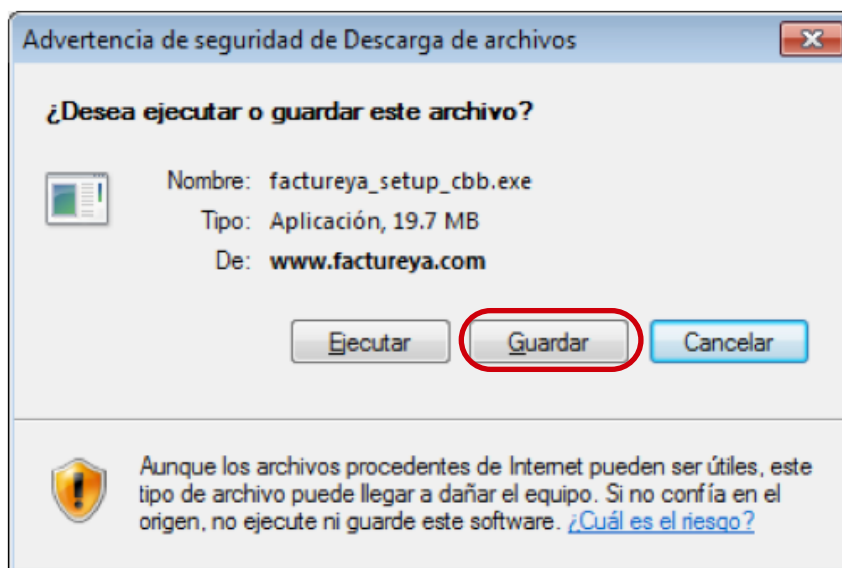 Advertencia de seguridad de Descarga de archivos
¿Desea ejecutar o guardar este archivo?
Nombre: factureya_setup_cbb.exe
Tipo: Aplicación, 19.7 MB
De: www.factureya.com
Ejecutar Guardar Cancelar
Aunque los archivos procedentes de Internet pueden ser útiles, este
tipo de archivo puede llegar a dañar el equipo. Si no confía en el
origen, no ejecute ni guarde este software. ¿Cuál es el riesgo?